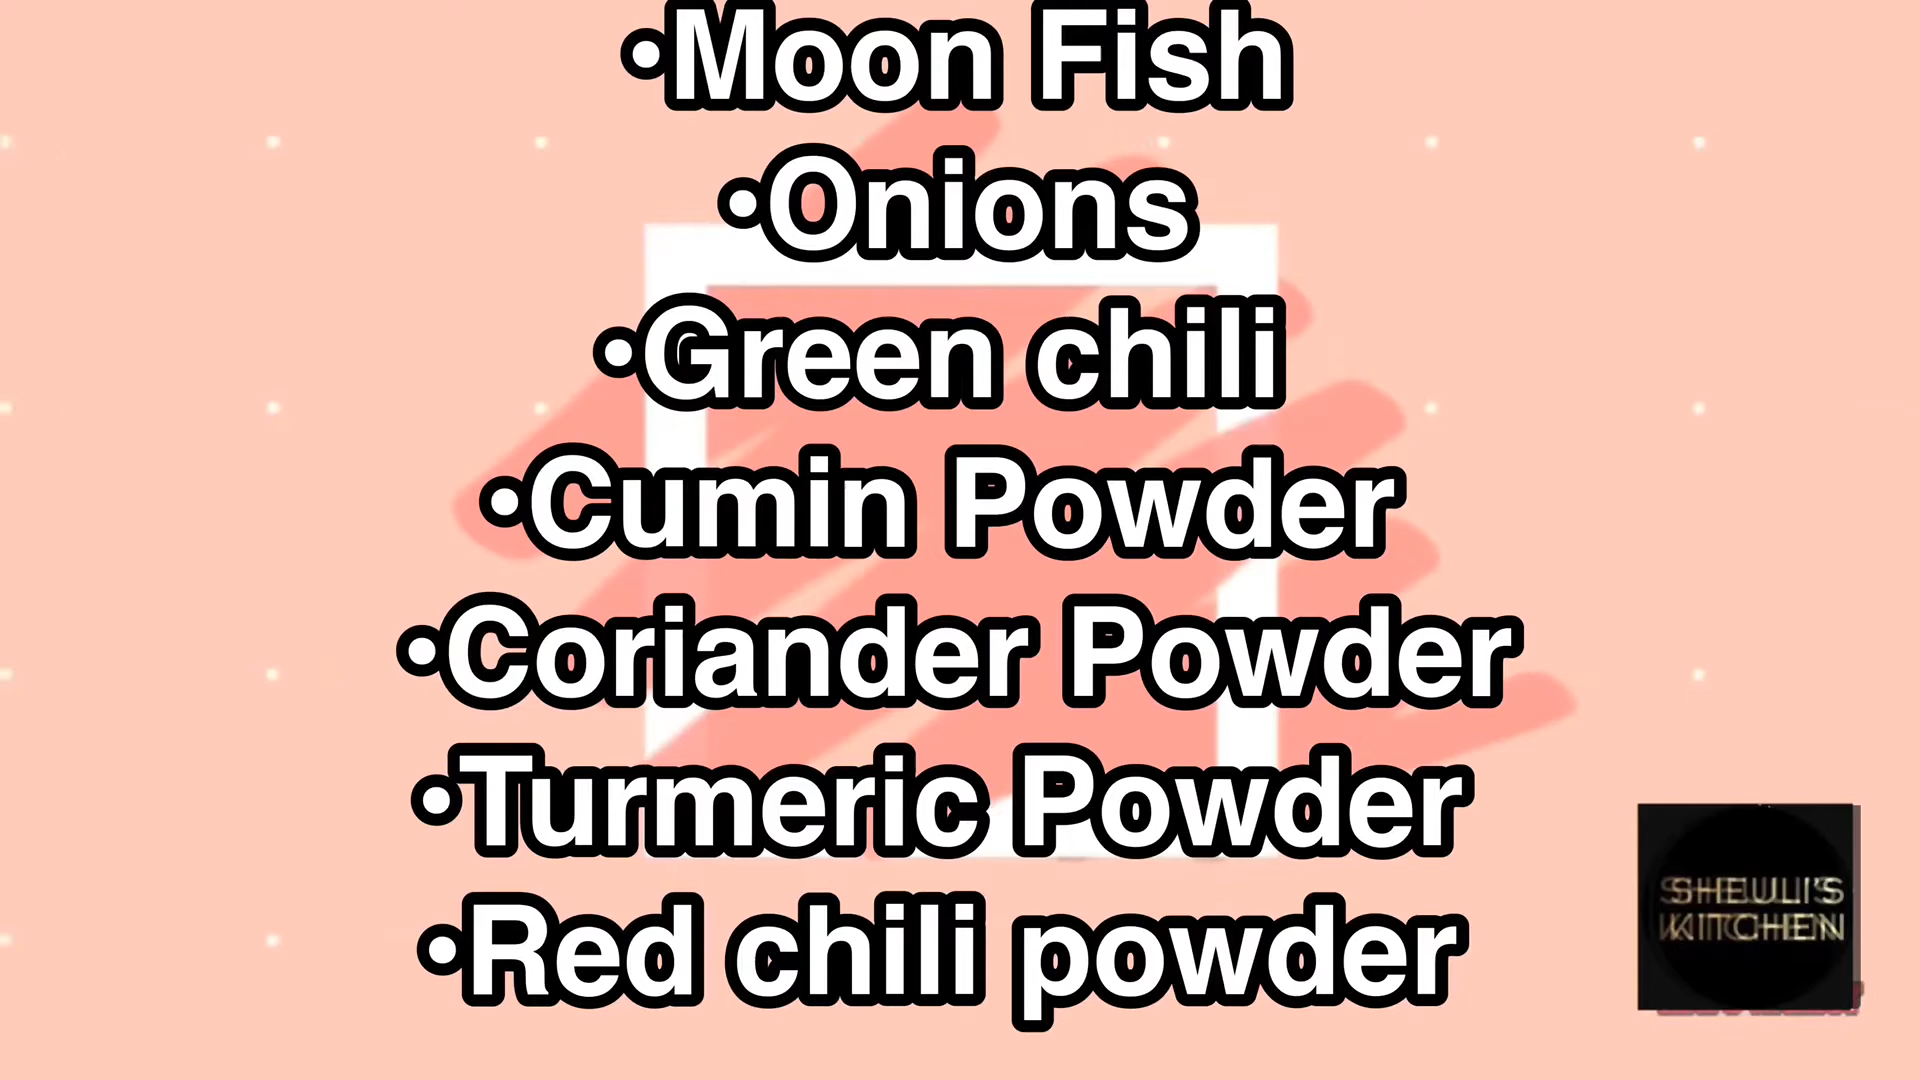 •Moon Fish
•Onions
•Green chili
•Cumin Powder
•Coriander Powder
•Turmeric Powder
•Red chili powder
SHEULI'S
KITCHEN